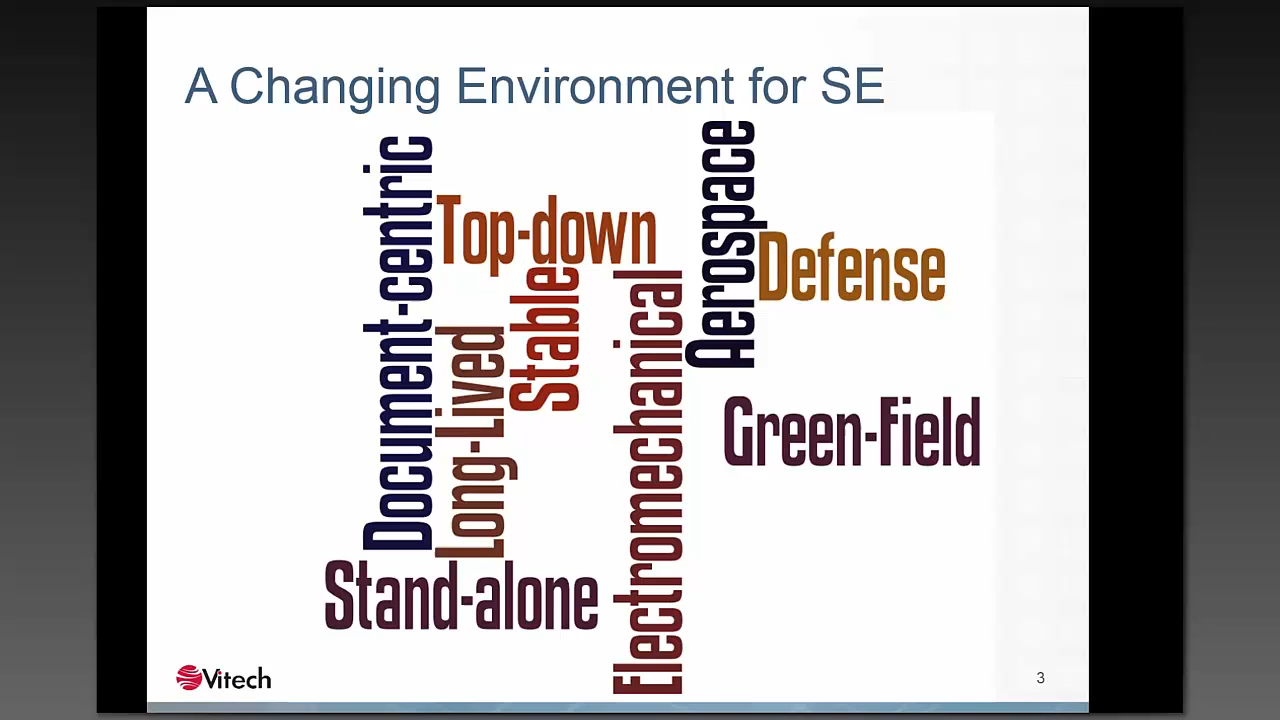 A Changing Environment for SE
Document-centric
Top-down
Aerospace
Defense
Stable
Long-Lived
Electromechanical
Green-Field
Stand-alone
Vitech
3